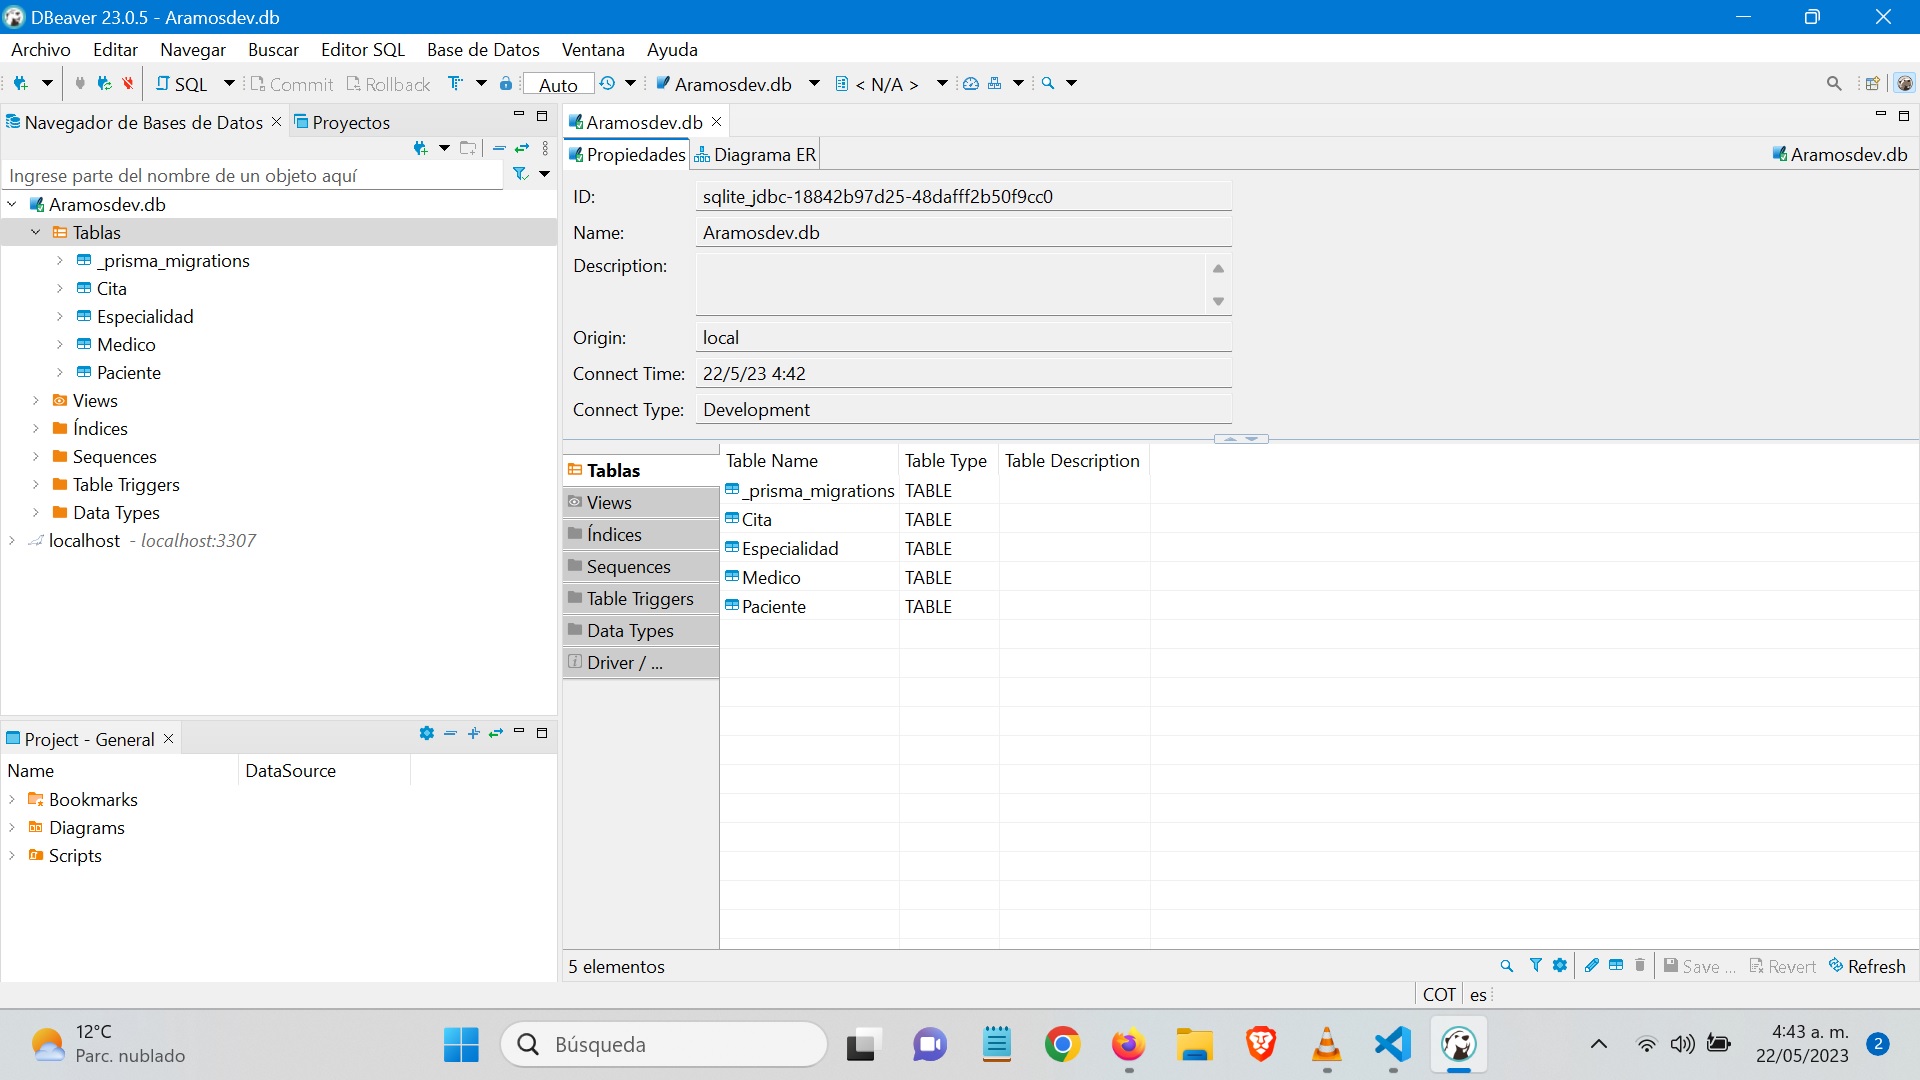 DBeaver 23.0.5 - Aramosdev.db
Archivo Editar Navegar Buscar Editor SQL Base de Datos Ventana Ayuda
SQL Commit Rollback Auto Aramosdev.db < N/A >
Navegador de Bases de Datos Proyectos
Ingrese parte del nombre de un objeto aquí
Aramosdev.db
Tablas
_prisma_migrations
Cita
Especialidad
Medico
Paciente
Views
Índices
Sequences
Table Triggers
Data Types
localhost - localhost:3307
Project - General
Name DataSource
Bookmarks
Diagrams
Scripts
Aramosdev.db
Propiedades Diagrama ER Aramosdev.db
ID: sqlite_jdbc-18842b97d25-48dafff2b50f9cc0
Name: Aramosdev.db
Description:
Origin: local
Connect Time: 22/5/23 4:42
Connect Type: Development
Tablas
Views
Índices
Sequences
Table Triggers
Data Types
Driver / ...
Table Name Table Type Table Description
_prisma_migrations TABLE
Cita TABLE
Especialidad TABLE
Medico TABLE
Paciente TABLE
5 elementos Save ... Revert Refresh
COT es
12°C
Parc. nublado
Búsqueda
4:43 a. m.
22/05/2023
2